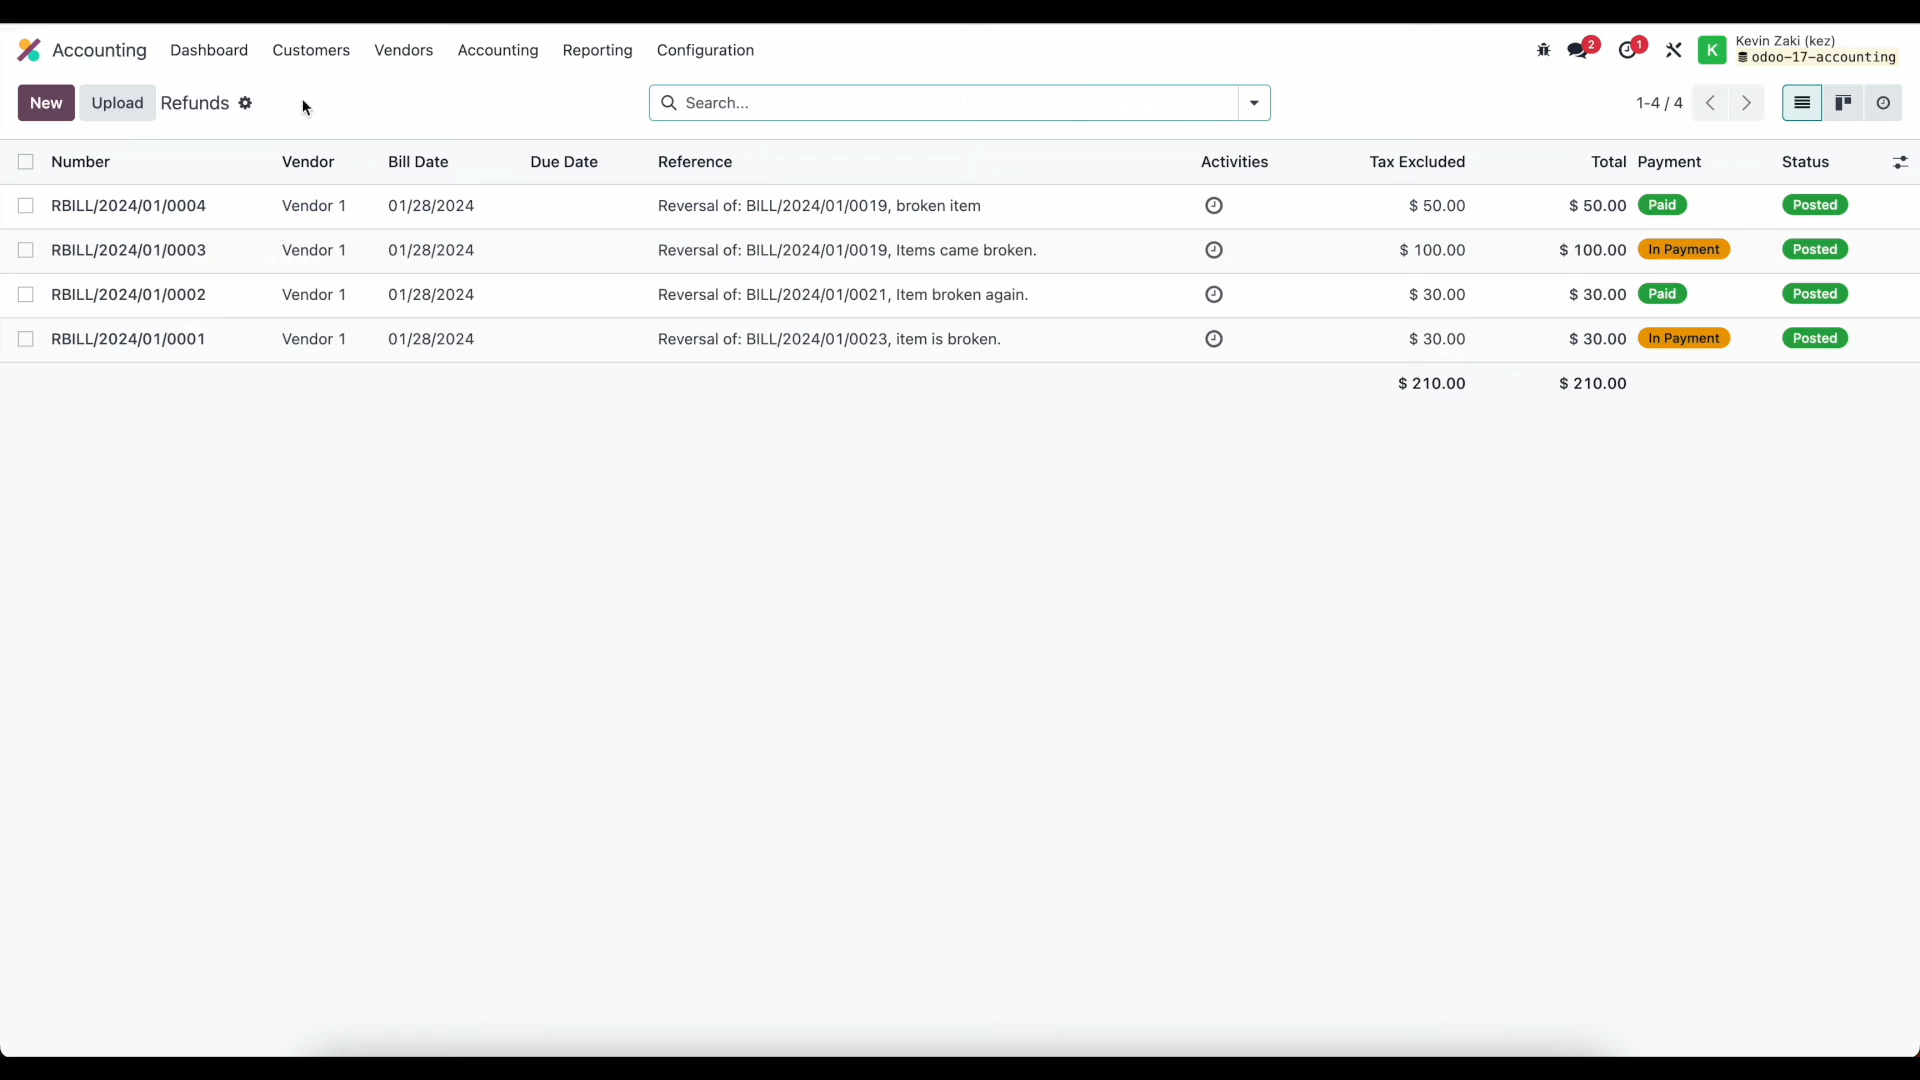 Accounting Dashboard Customers Vendors Accounting Reporting Configuration 2 1 K Kevin Zaki (kez)
odoo-17-accounting
New Upload Refunds Search... 1-4 / 4
Number Vendor Bill Date Due Date Reference Activities Tax Excluded Total Payment Status
RBILL/2024/01/0004 Vendor 1 01/28/2024 Reversal of: BILL/2024/01/0019, broken item $ 50.00 $ 50.00 Paid Posted
RBILL/2024/01/0003 Vendor 1 01/28/2024 Reversal of: BILL/2024/01/0019, Items came broken. $ 100.00 $ 100.00 In Payment Posted
RBILL/2024/01/0002 Vendor 1 01/28/2024 Reversal of: BILL/2024/01/0021, Item broken again. $ 30.00 $ 30.00 Paid Posted
RBILL/2024/01/0001 Vendor 1 01/28/2024 Reversal of: BILL/2024/01/0023, item is broken. $ 30.00 $ 30.00 In Payment Posted
$ 210.00 $ 210.00